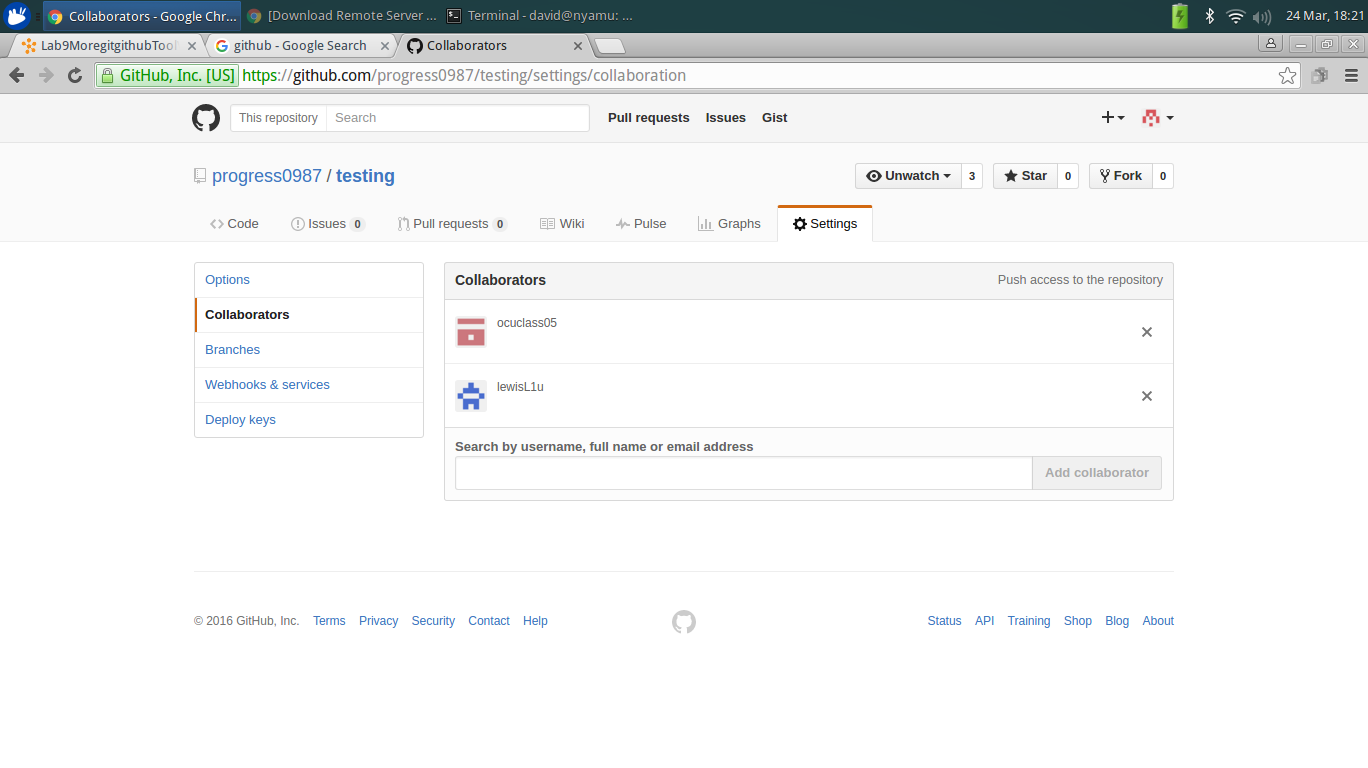 Collaborators - Google Chr... [Download Remote Server ... Terminal - david@nyamu: ... 24 Mar, 18:21
Lab9MoregitgithubTool github - Google Search Collaborators
GitHub, Inc. [US] https://github.com/progress0987/testing/settings/collaboration
This repository Search Pull requests Issues Gist
progress0987 / testing Unwatch 3 Star 0 Fork 0
Code Issues 0 Pull requests 0 Wiki Pulse Graphs Settings
Options
Collaborators
Branches
Webhooks & services
Deploy keys
Collaborators Push access to the repository
ocuclass05
lewisL1u
Search by username, full name or email address
Add collaborator
© 2016 GitHub, Inc. Terms Privacy Security Contact Help Status API Training Shop Blog About